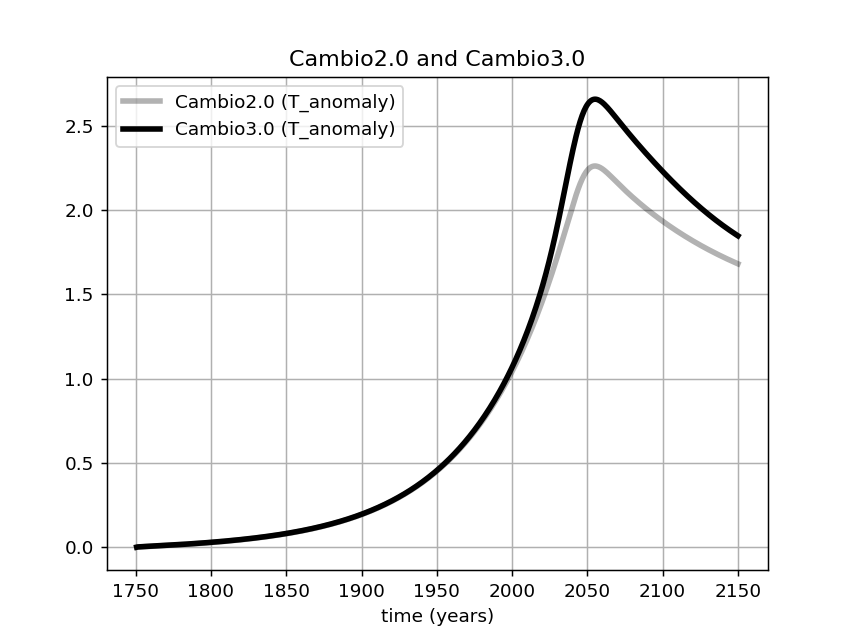 Cambio2.0 and Cambio3.0
Cambio2.0 (T_anomaly)
Cambio3.0 (T_anomaly)
2.5
2.0
1.5
1.0
0.5
0.0
1750 1800 1850 1900 1950 2000 2050 2100 2150
time (years)